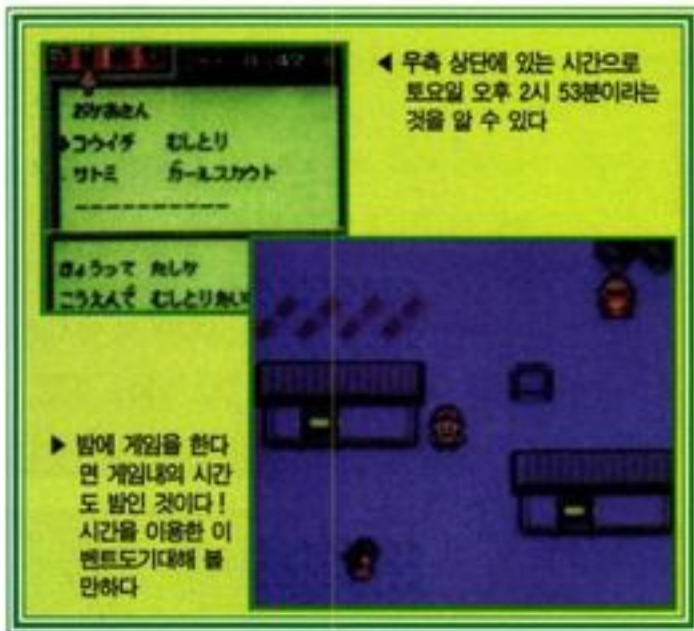 おかあさん
コウイチ むしとり
サトミ ガールスカウト
きょうって たしか
こうえんで むしとりたい
◀ 우측 상단에 있는 시간으로
토요일 오후 2시 53분이라는
것을 알 수 있다
▶ 밤에 게임을 한다
면 게임내의 시간
도 밤인 것이다!
시간을 이용한 이
벤트도기대해 볼
만하다